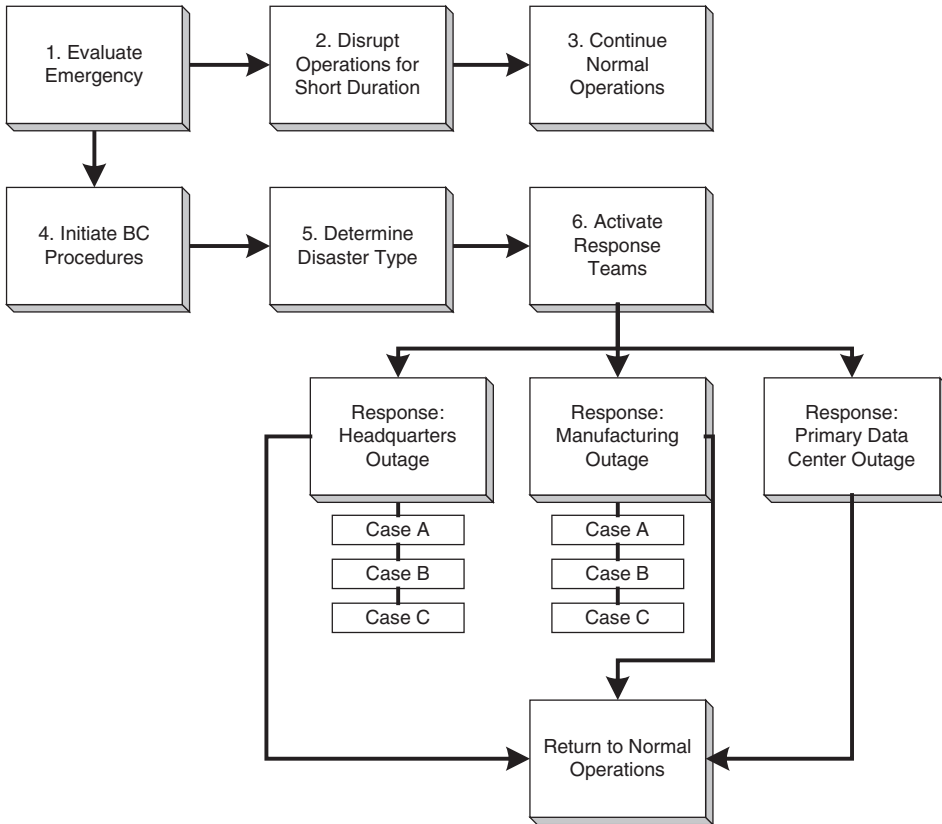 1. Evaluate
Emergency
2. Disrupt
Operations for
Short Duration
3. Continue
Normal
Operations
4. Initiate BC
Procedures
5. Determine
Disaster Type
6. Activate
Response
Teams
Response:
Headquarters
Outage
Case A
Case B
Case C
Response:
Manufacturing
Outage
Case A
Case B
Case C
Response:
Primary Data
Center Outage
Return to Normal
Operations